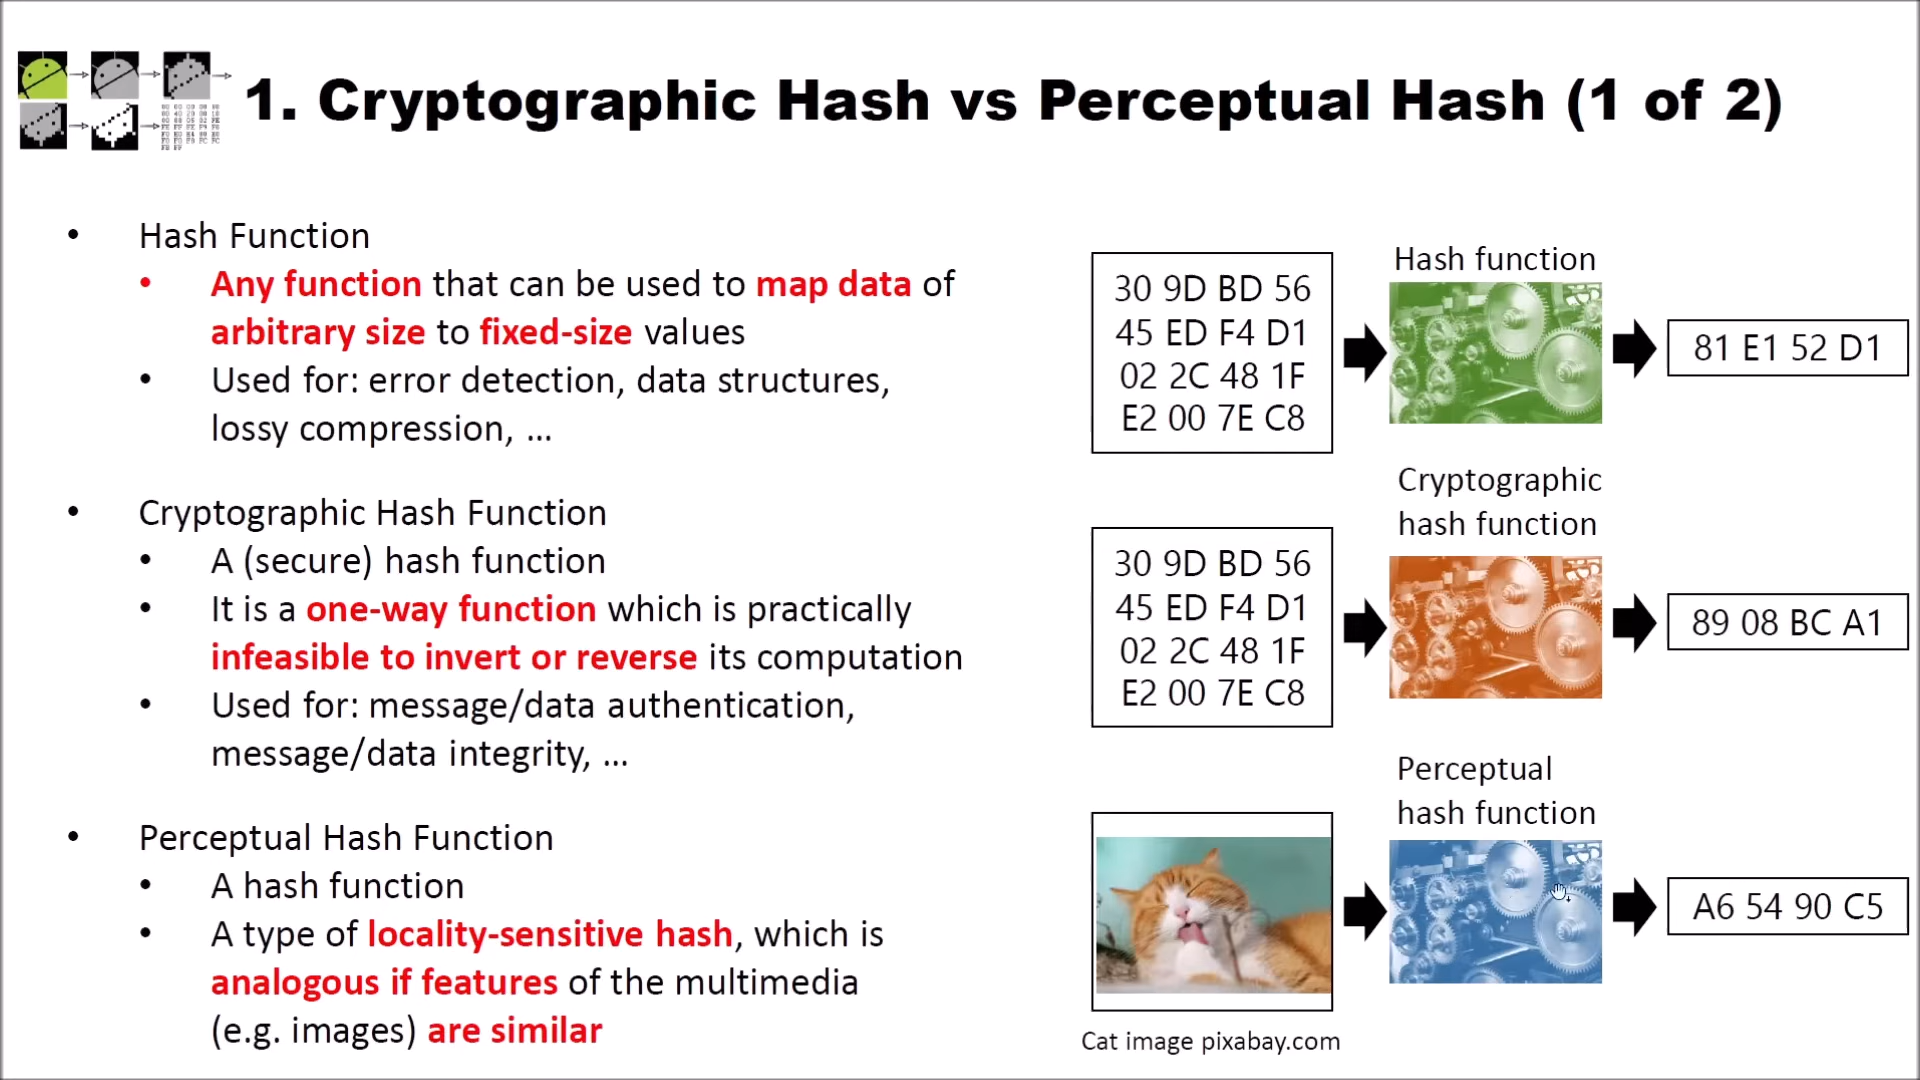 1. Cryptographic Hash vs Perceptual Hash (1 of 2)
• Hash Function
• Any function that can be used to map data of
arbitrary size to fixed-size values
• Used for: error detection, data structures,
lossy compression, ...
• Cryptographic Hash Function
• A (secure) hash function
• It is a one-way function which is practically
infeasible to invert or reverse its computation
• Used for: message/data authentication,
message/data integrity, ...
• Perceptual Hash Function
• A hash function
• A type of locality-sensitive hash, which is
analogous if features of the multimedia
(e.g. images) are similar
Hash function
30 9D BD 56
45 ED F4 D1
02 2C 48 1F
E2 00 7E C8
81 E1 52 D1
Cryptographic
hash function
30 9D BD 56
45 ED F4 D1
02 2C 48 1F
E2 00 7E C8
89 08 BC A1
Perceptual
hash function
A6 54 90 C5
Cat image pixabay.com